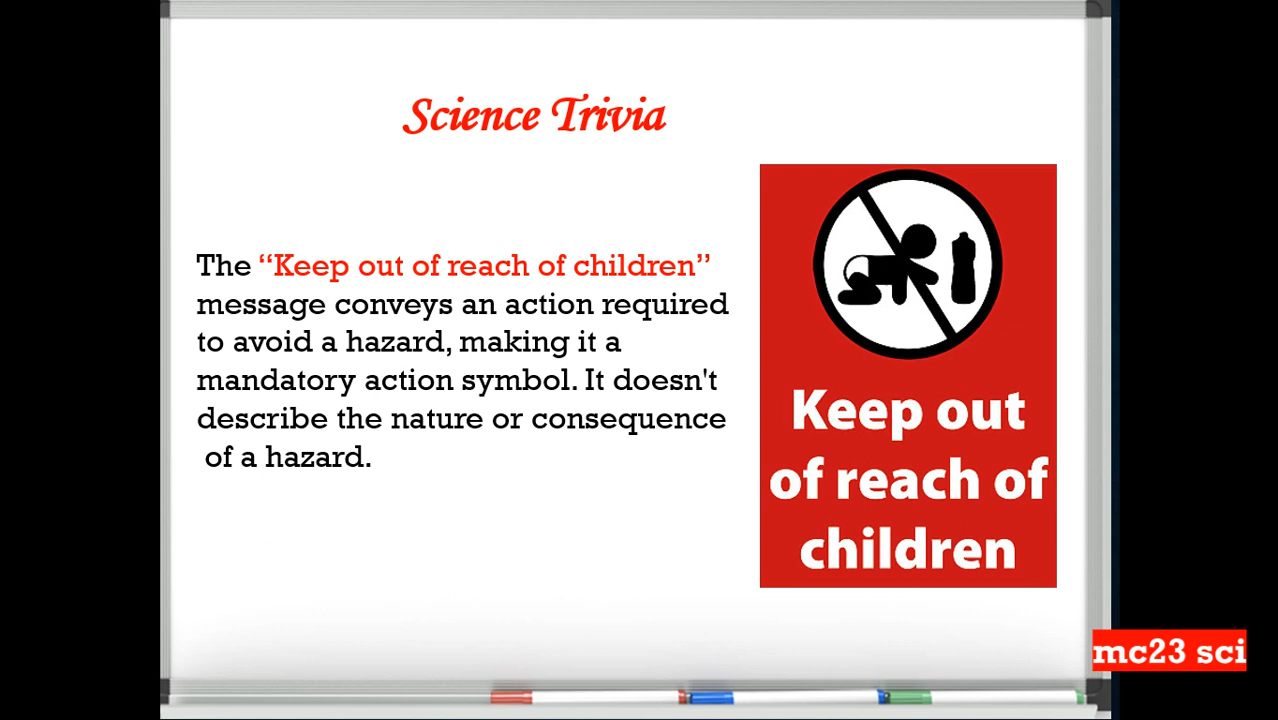 Science Trivia
The “Keep out of reach of children”
message conveys an action required
to avoid a hazard, making it a
mandatory action symbol. It doesn't
describe the nature or consequence
of a hazard.
Keep out
of reach of
children
mc23 sci